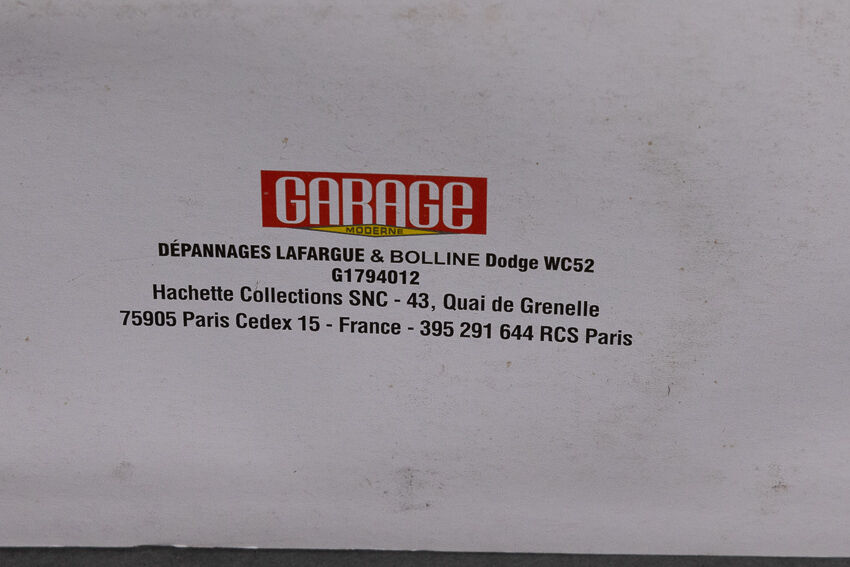 GARAGE
MODERNE
DÉPANNAGES LAFARGUE & BOLLINE Dodge WC52
G1794012
Hachette Collections SNC - 43, Quai de Grenelle
75905 Paris Cedex 15 - France - 395 291 644 RCS Paris